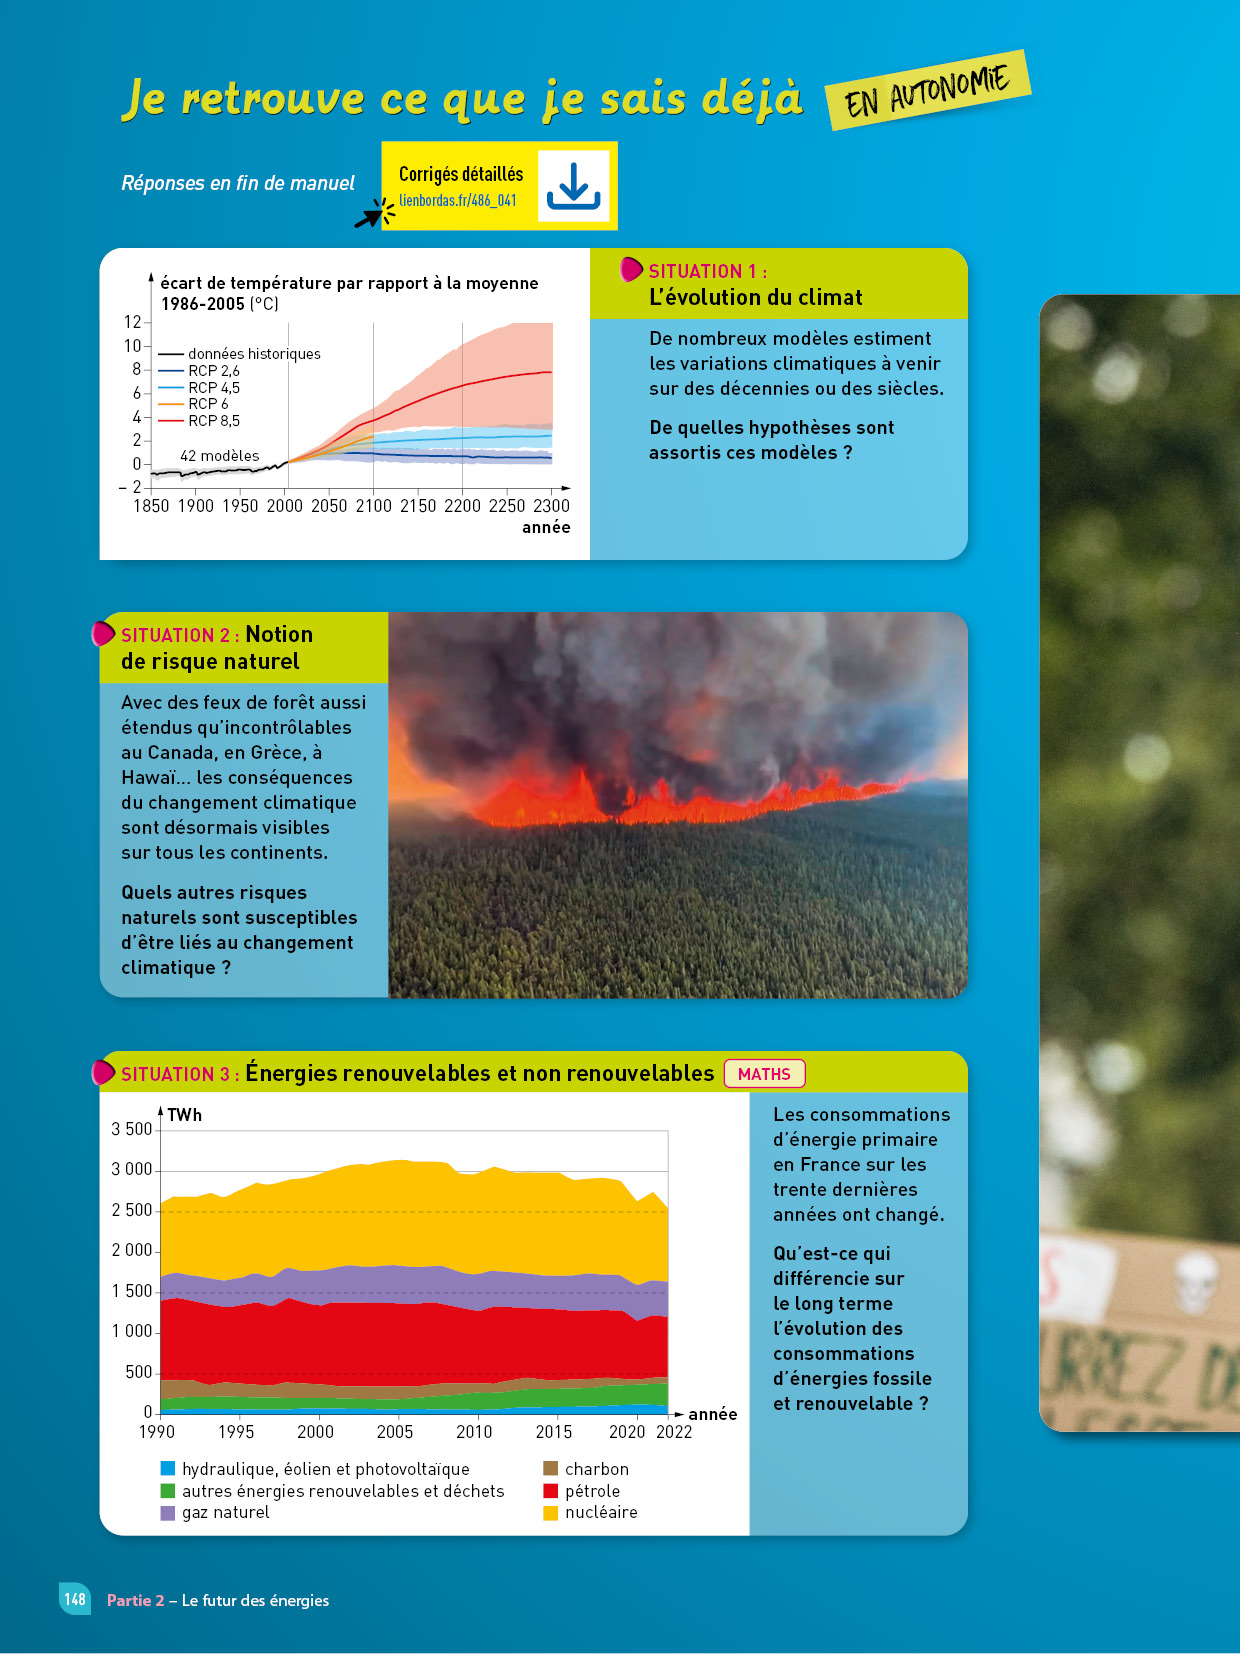 Je retrouve ce que je sais déjà
EN AUTONOMIE
Réponses en fin de manuel
Corrigés détaillés
lienbordas.fr/486_041
écart de température par rapport à la moyenne
1986-2005 (°C)
12
10
8
6
4
2
0
– 2
données historiques
RCP 2,6
RCP 4,5
RCP 6
RCP 8,5
42 modèles
1850 1900 1950 2000 2050 2100 2150 2200 2250 2300
année
SITUATION 1 :
L’évolution du climat
De nombreux modèles estiment
les variations climatiques à venir
sur des décennies ou des siècles.
De quelles hypothèses sont
assortis ces modèles ?
SITUATION 2 : Notion
de risque naturel
Avec des feux de forêt aussi
étendus qu’incontrôlables
au Canada, en Grèce, à
Hawaï… les conséquences
du changement climatique
sont désormais visibles
sur tous les continents.
Quels autres risques
naturels sont susceptibles
d’être liés au changement
climatique ?
SITUATION 3 : Énergies renouvelables et non renouvelables MATHS
TWh
3 500
3 000
2 500
2 000
1 500
1 000
500
0
année
1990 1995 2000 2005 2010 2015 2020 2022
hydraulique, éolien et photovoltaïque
autres énergies renouvelables et déchets
gaz naturel
charbon
pétrole
nucléaire
Les consommations
d’énergie primaire
en France sur les
trente dernières
années ont changé.
Qu’est-ce qui
différencie sur
le long terme
l’évolution des
consommations
d’énergies fossile
et renouvelable ?
S
URREZ DE
148 Partie 2 – Le futur des énergies